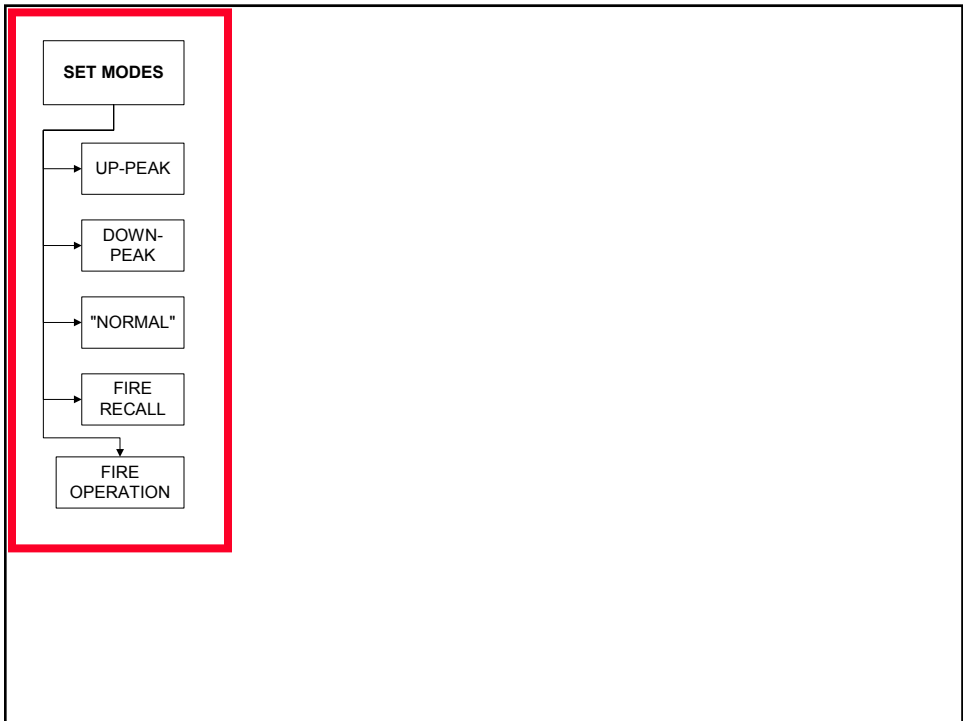 SET MODES
UP-PEAK
DOWN-
PEAK
"NORMAL"
FIRE
RECALL
FIRE
OPERATION